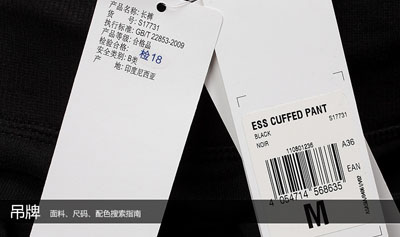 产品名称: 长裤
货 号: S17731
执行标准: GB/T 22853-2009
产品等级: 合格品
检验合格: 检18
安全类别: B类
产 地: 印度尼西亚
ESS CUFFED PANT
BLACK S17731
NOIR
110801236 A36
EAN
4 054714 568635
M
吊牌 面料、尺码、配色搜索指南